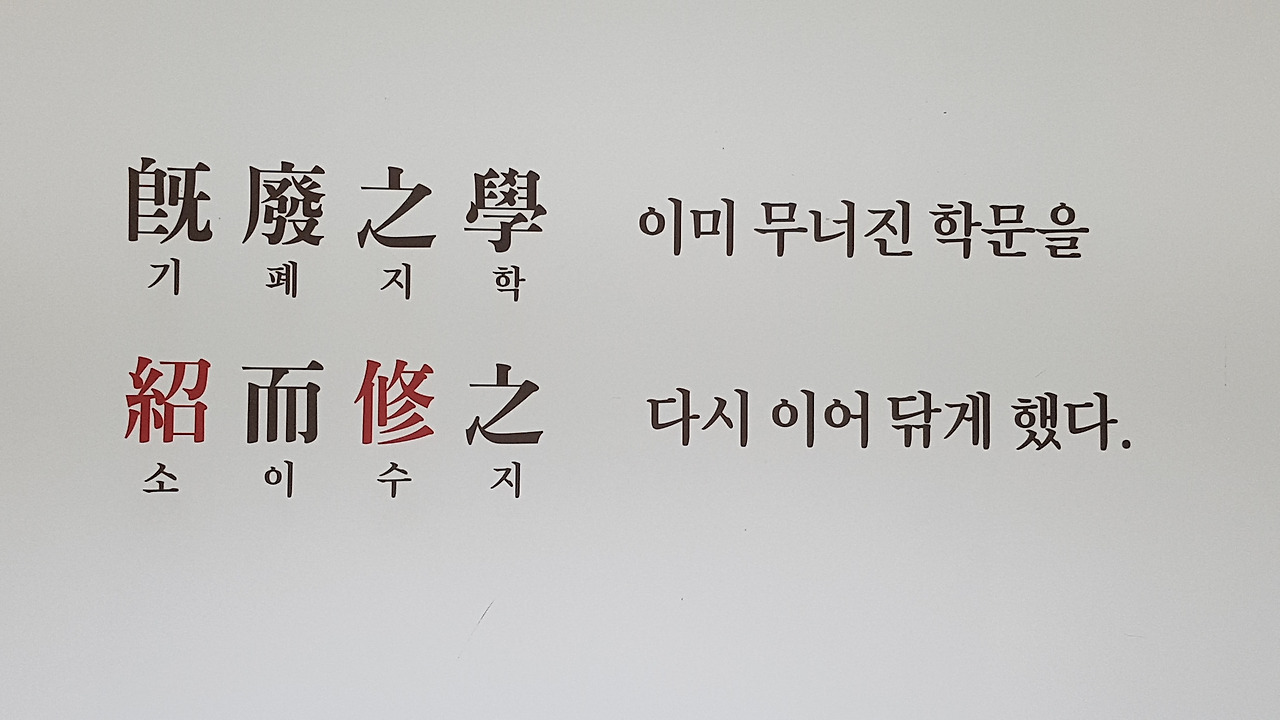 旣廢之學 이미 무너진 학문을
기 폐 지 학
紹而修之 다시 이어 닦게 했다.
소 이 수 지